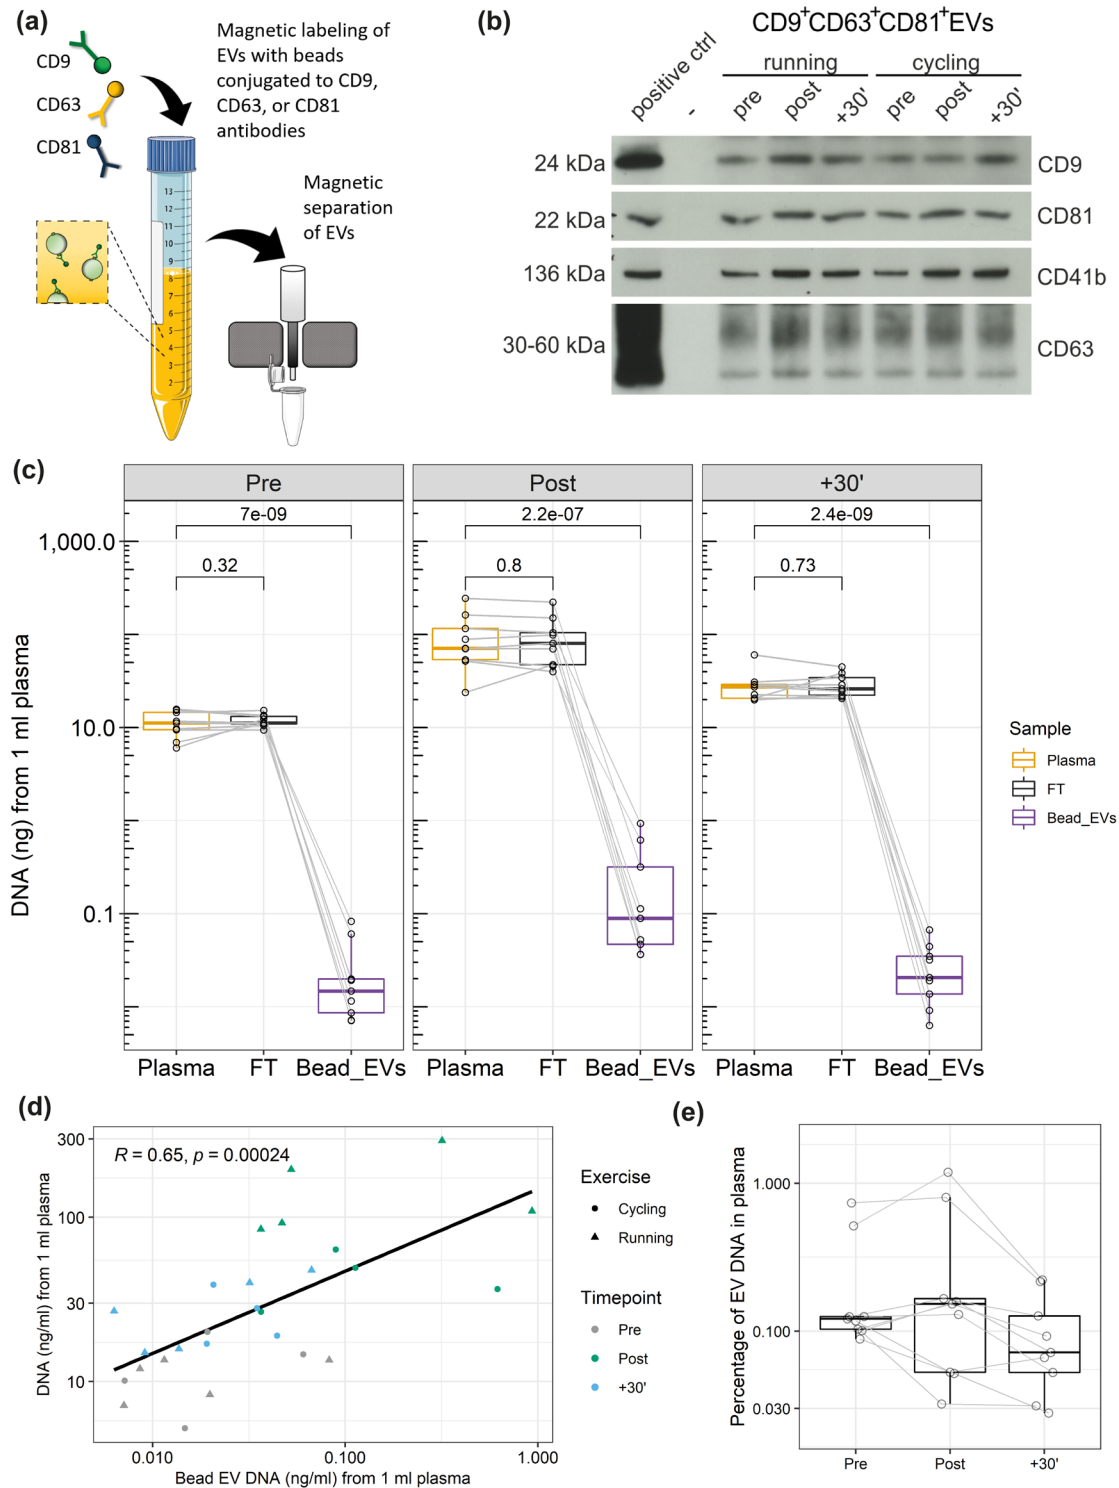 (a)
CD9
CD63
CD81
Magnetic labeling of
EVs with beads
conjugated to CD9,
CD63, or CD81
antibodies
13
11
10
9
8
7
6
5
4
3
2
Magnetic
separation
of EVs
(b)
CD9+CD63+CD81+EVs
running cycling
positive ctrl - pre post +30' pre post +30'
24 kDa CD9
22 kDa CD81
136 kDa CD41b
30-60 kDa CD63
(c)
Pre Post +30'
7e-09 2.2e-07 2.4e-09
0.32 0.8 0.73
1,000.0
10.0
0.1
DNA (ng) from 1 ml plasma
Plasma FT Bead_EVs Plasma FT Bead_EVs Plasma FT Bead_EVs
Sample
Plasma
FT
Bead_EVs
(d)
R = 0.65, p = 0.00024
300
100
30
10
DNA (ng/ml) from 1 ml plasma
0.010 0.100 1.000
Bead EV DNA (ng/ml) from 1 ml plasma
Exercise
Cycling
Running
Timepoint
Pre
Post
+30'
(e)
1.000
0.100
0.030
Percentage of EV DNA in plasma
Pre Post +30'